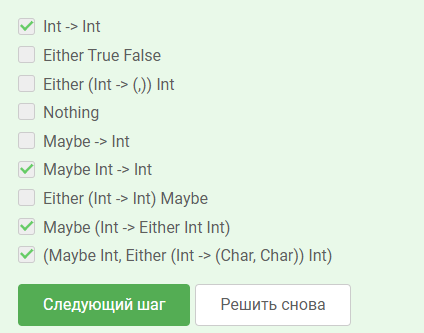 Int -> Int
Either True False
Either (Int -> (,)) Int
Nothing
Maybe -> Int
Maybe Int -> Int
Either (Int -> Int) Maybe
Maybe (Int -> Either Int Int)
(Maybe Int, Either (Int -> (Char, Char)) Int)
Следующий шаг Решить снова